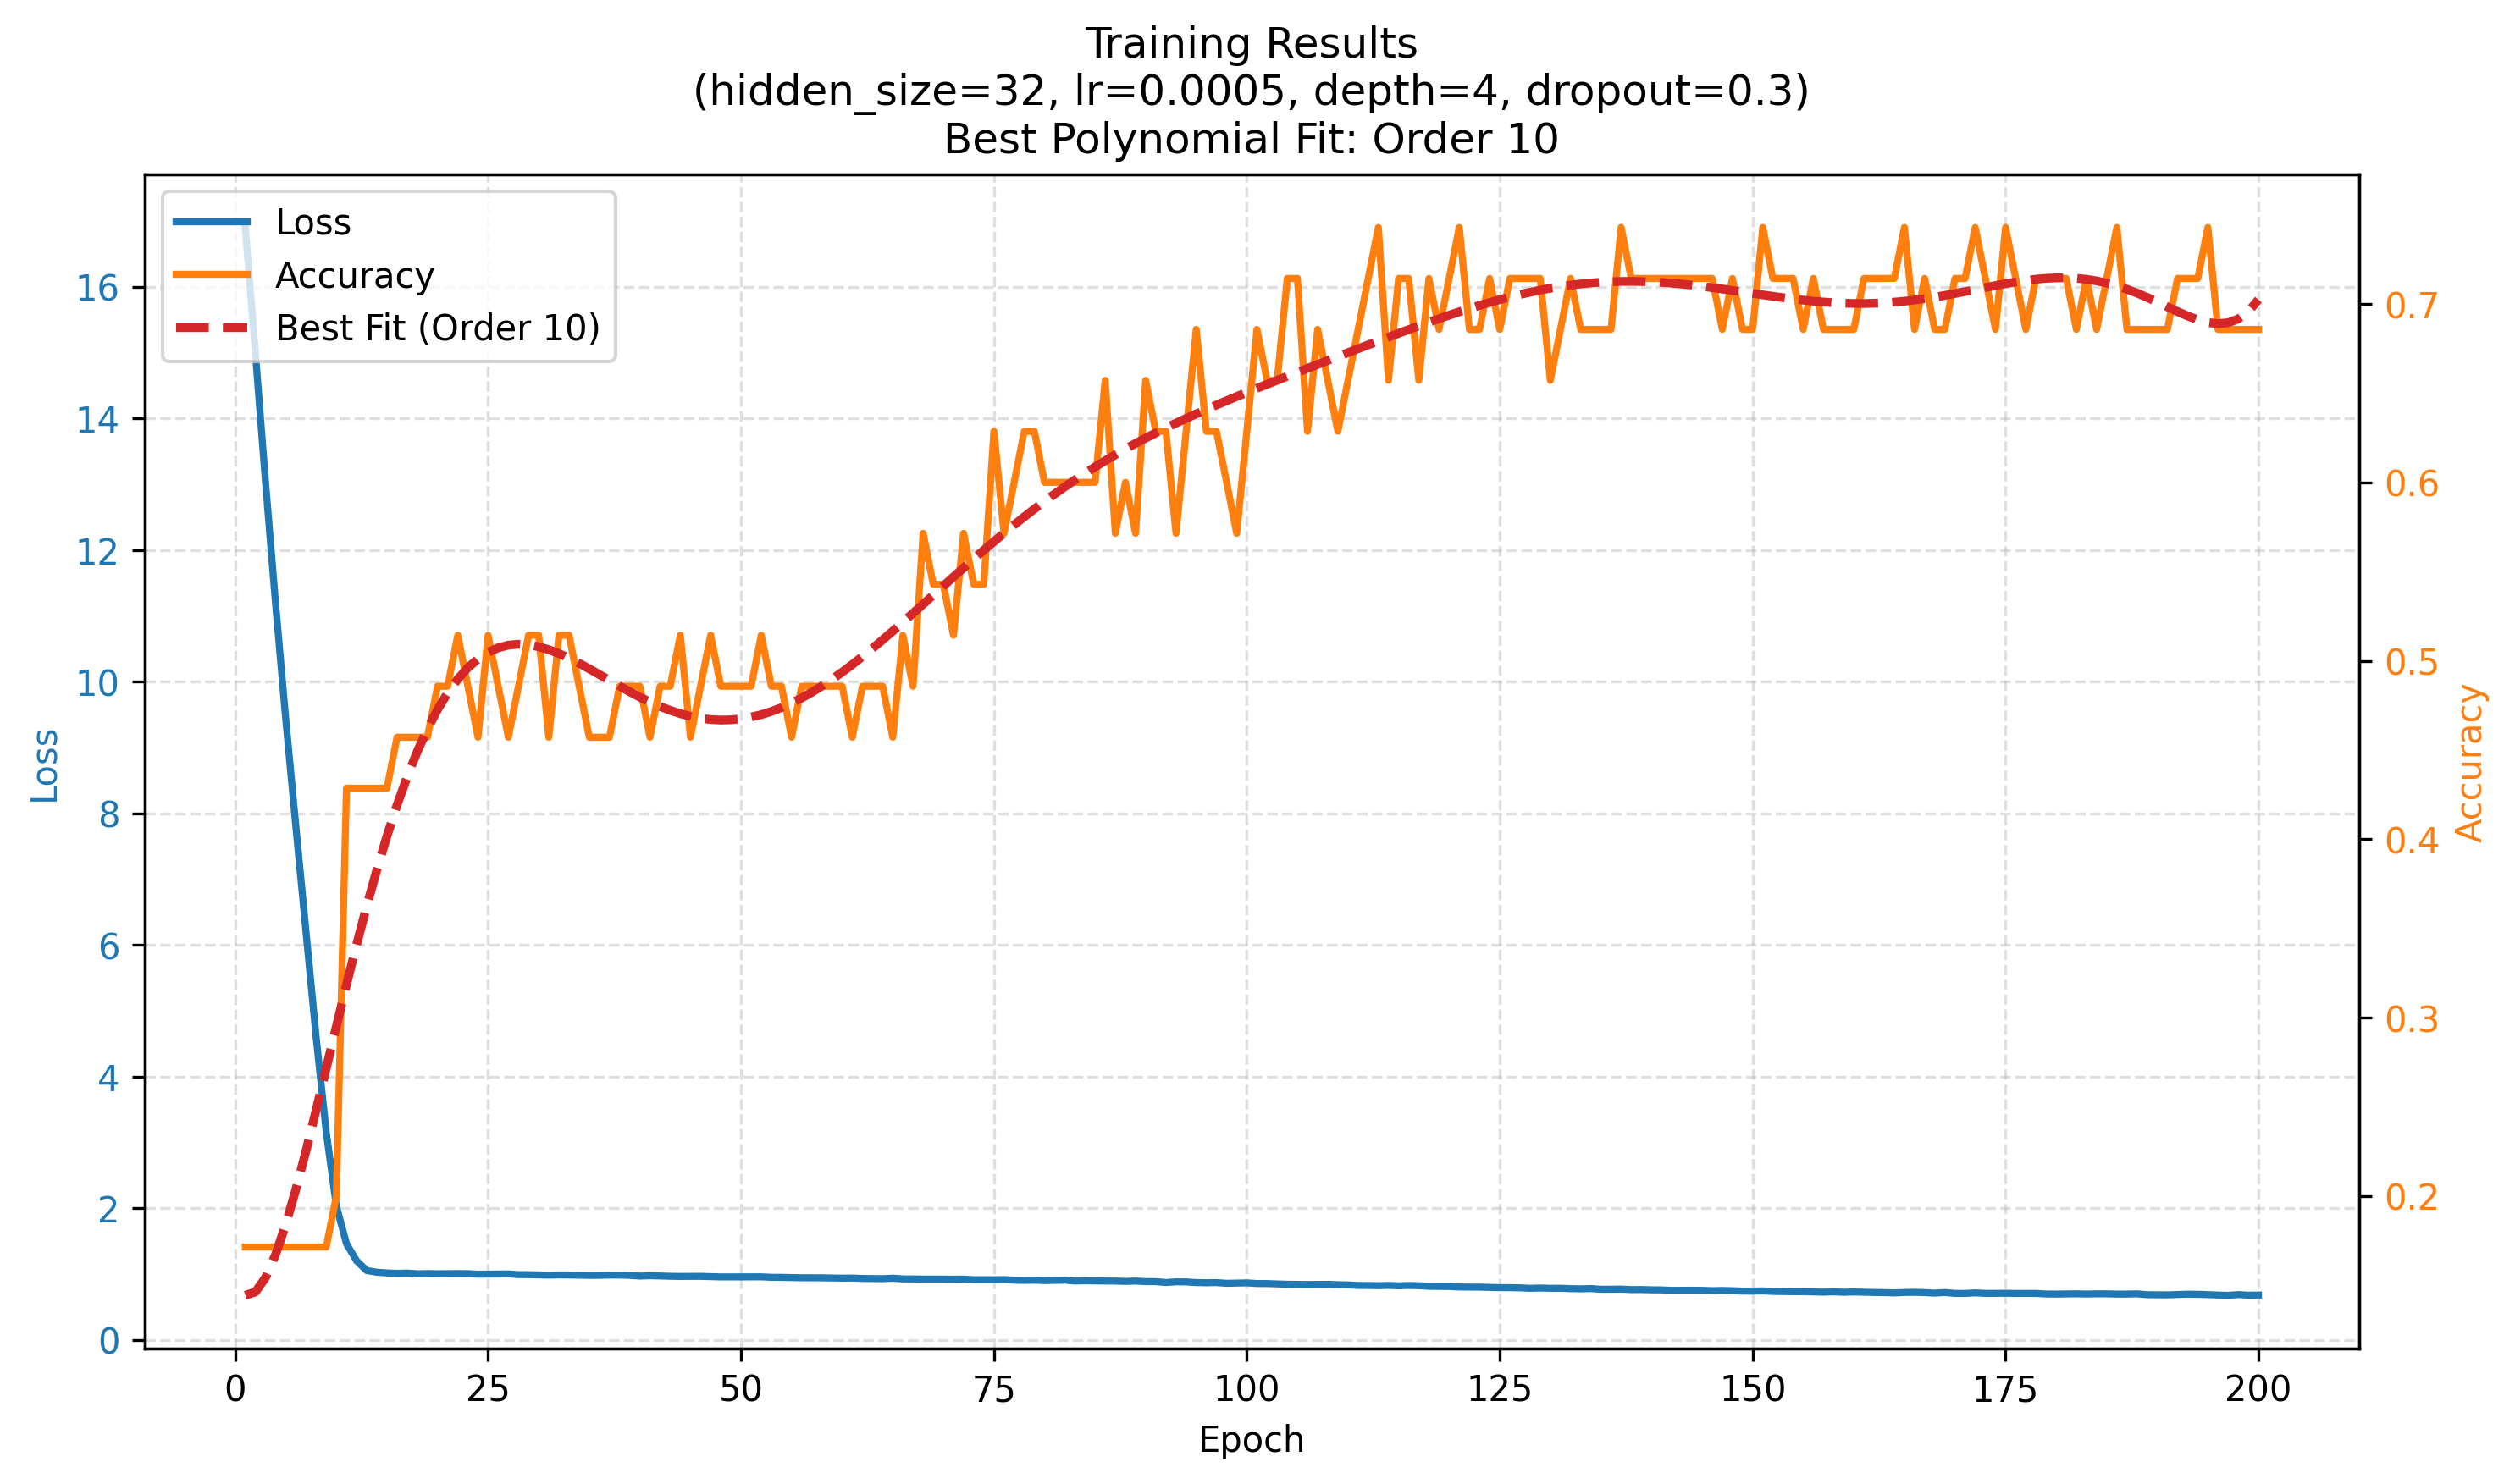 Training Results
(hidden_size=32, lr=0.0005, depth=4, dropout=0.3)
Best Polynomial Fit: Order 10
Loss
Accuracy
Best Fit (Order 10)
16
14
12
10
8
6
4
2
0
Loss
0.7
0.6
0.5
0.4
0.3
0.2
Accuracy
0 25 50 75 100 125 150 175 200
Epoch